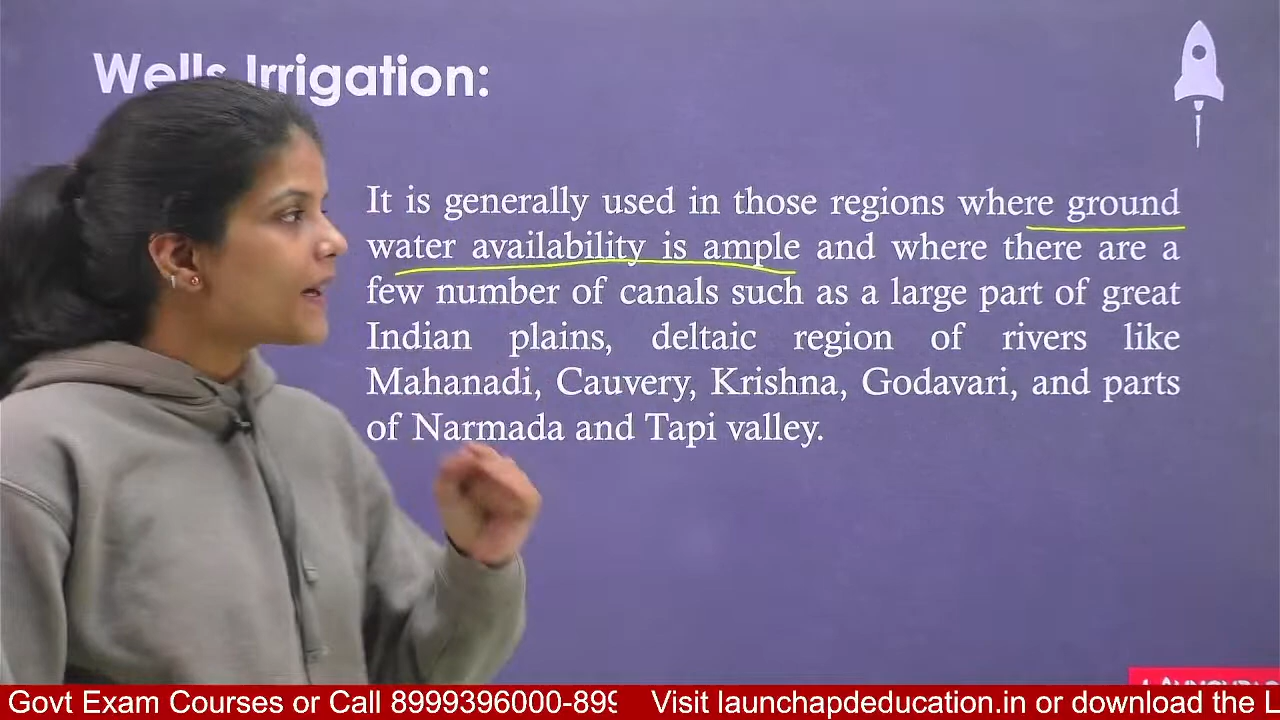 Wells Irrigation:
It is generally used in those regions where ground
water availability is ample and where there are a
few number of canals such as a large part of great
Indian plains, deltaic region of rivers like
Mahanadi, Cauvery, Krishna, Godavari, and parts
of Narmada and Tapi valley.
Govt Exam Courses or Call 8999396000-899 Visit launchapdeducation.in or download the L